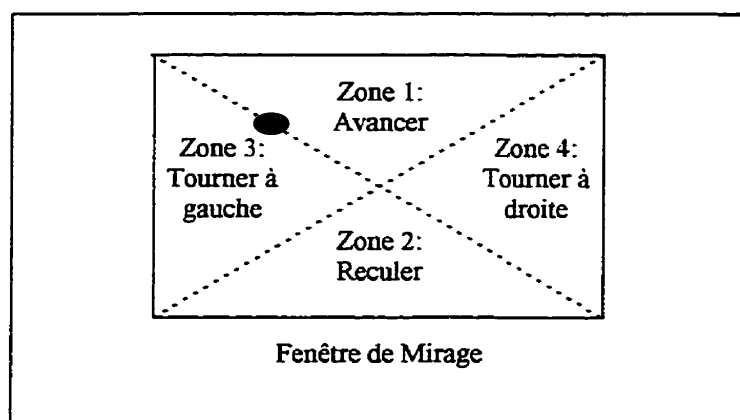 Zone 1:
Avancer
Zone 3:
Tourner à
gauche
Zone 4:
Tourner à
droite
Zone 2:
Reculer
Fenêtre de Mirage